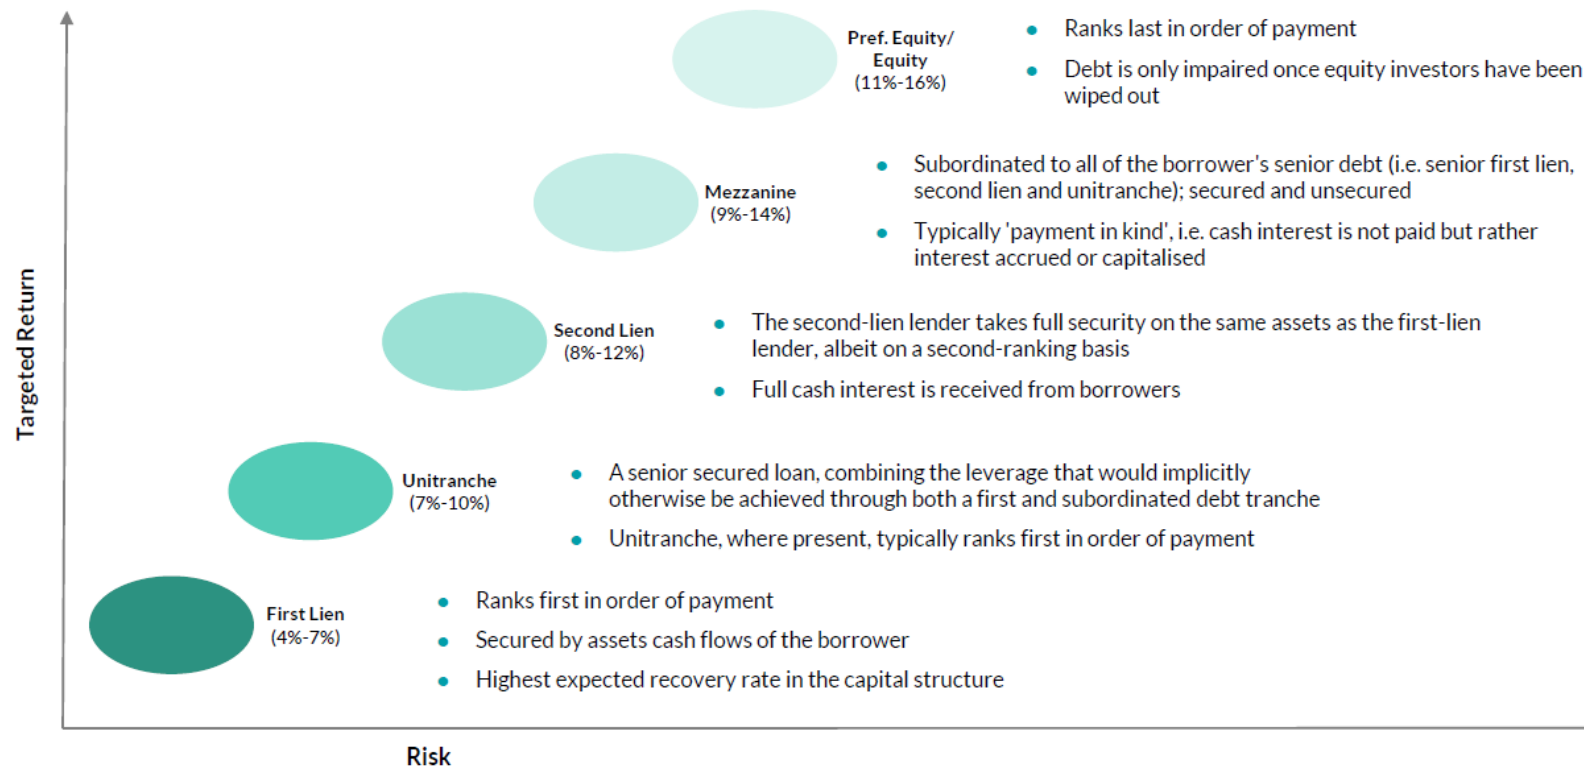 Pref. Equity/
Equity
(11%-16%)
Ranks last in order of payment
Debt is only impaired once equity investors have been
wiped out
Mezzanine
(9%-14%)
Subordinated to all of the borrower's senior debt (i.e. senior first lien,
second lien and unitranche); secured and unsecured
Typically 'payment in kind', i.e. cash interest is not paid but rather
interest accrued or capitalised
Second Lien
(8%-12%)
The second-lien lender takes full security on the same assets as the first-lien
lender, albeit on a second-ranking basis
Full cash interest is received from borrowers
Unitranche
(7%-10%)
A senior secured loan, combining the leverage that would implicitly
otherwise be achieved through both a first and subordinated debt tranche
Unitranche, where present, typically ranks first in order of payment
First Lien
(4%-7%)
Ranks first in order of payment
Secured by assets cash flows of the borrower
Highest expected recovery rate in the capital structure
Targeted Return
Risk